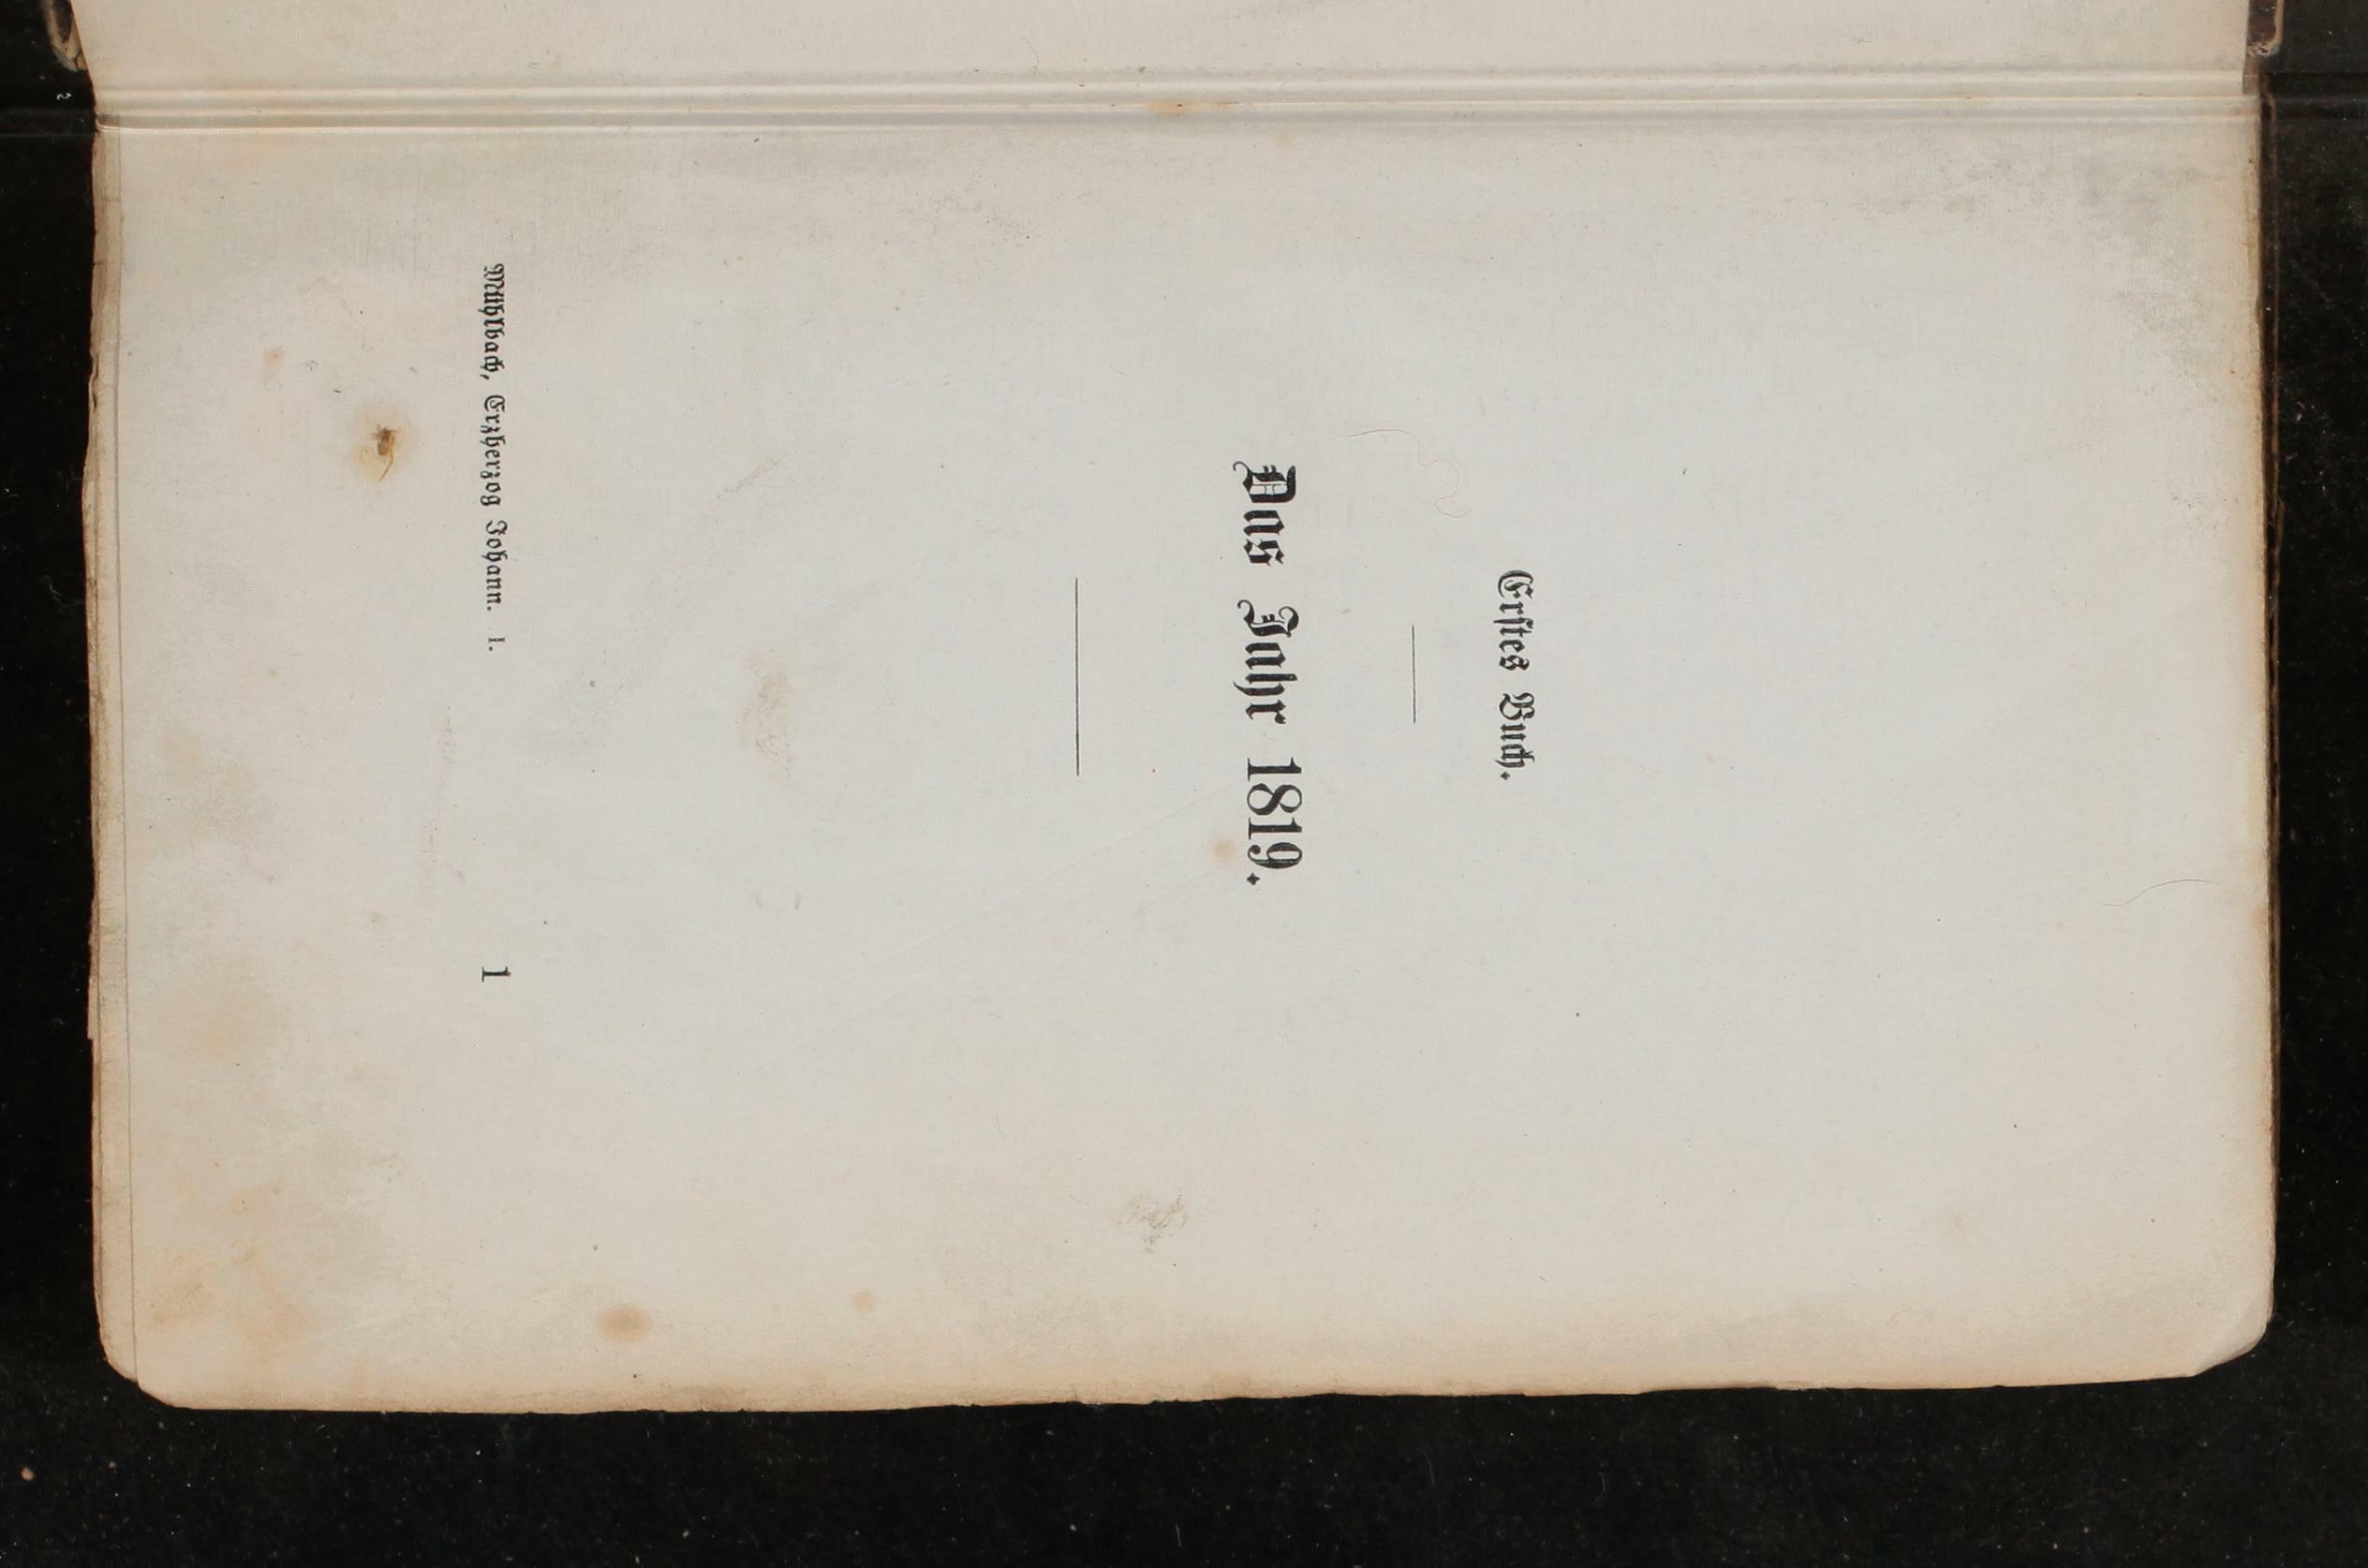 Erstes Buch.
Das Jahr 1819.
Mühlbach, Erzherzog Johann. I.
1